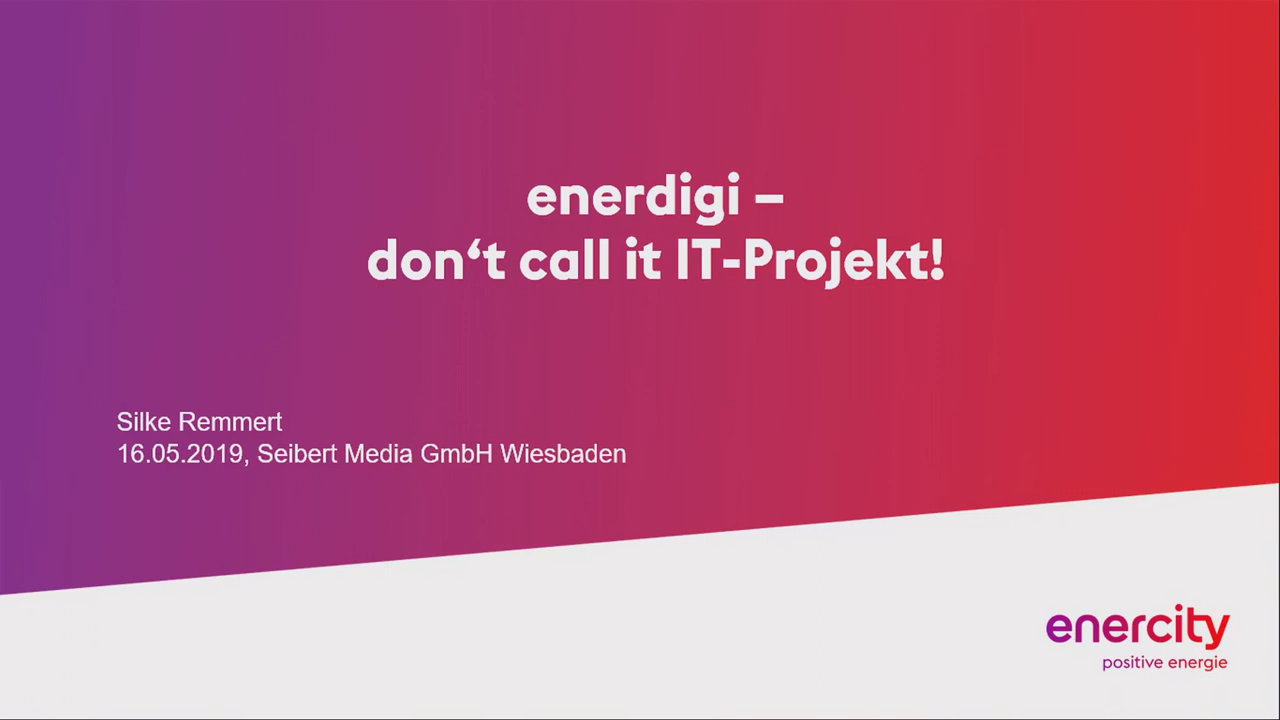 enerdigi –
don‘t call it IT-Projekt!
Silke Remmert
16.05.2019, Seibert Media GmbH Wiesbaden
enercity
positive energie